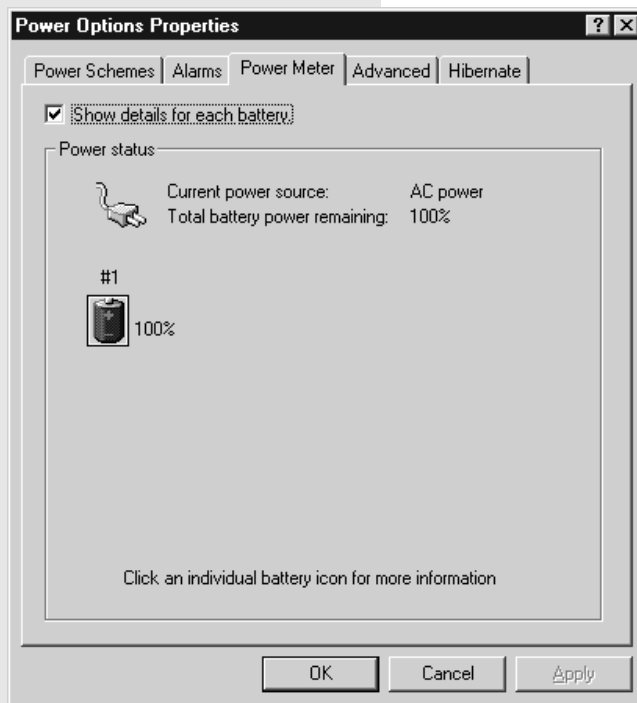 Power Options Properties
Power Schemes Alarms Power Meter Advanced Hibernate
Show details for each battery.
Power status
Current power source: AC power
Total battery power remaining: 100%
#1
100%
Click an individual battery icon for more information
OK Cancel Apply